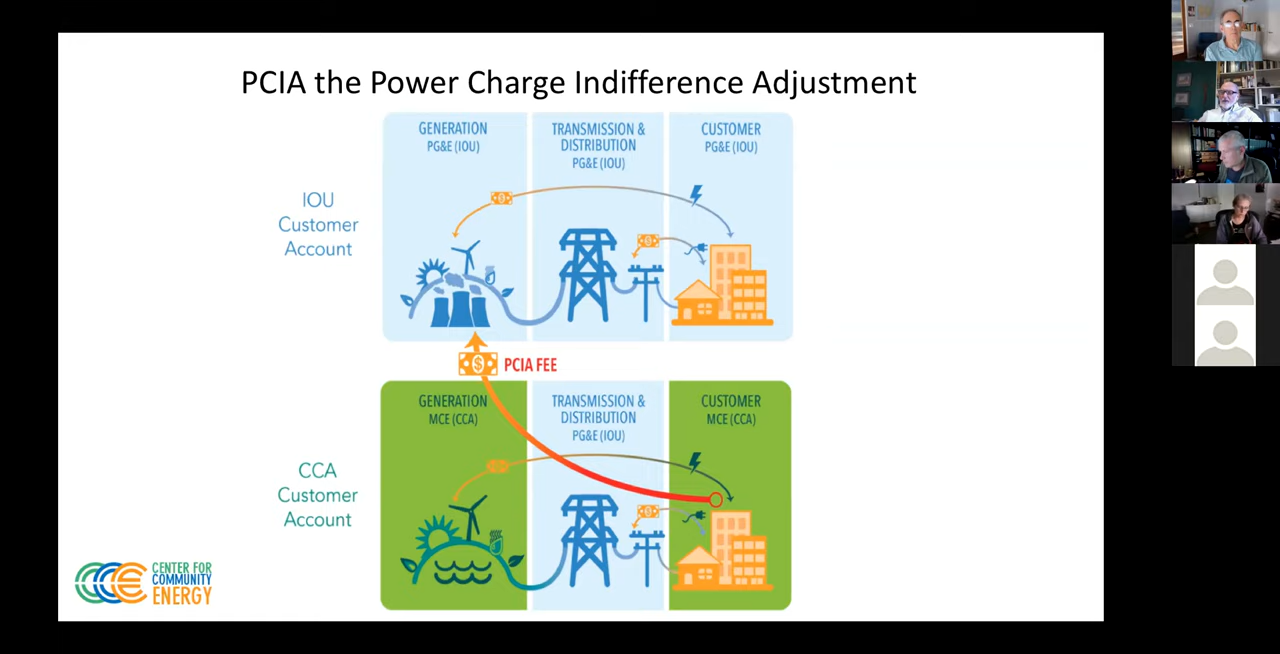 PCIA the Power Charge Indifference Adjustment
GENERATION
PG&E (IOU)
TRANSMISSION &
DISTRIBUTION
PG&E (IOU)
CUSTOMER
PG&E (IOU)
IOU
Customer
Account
$
$
$ PCIA FEE
GENERATION
MCE (CCA)
TRANSMISSION &
DISTRIBUTION
PG&E (IOU)
CUSTOMER
MCE (CCA)
CCA
Customer
Account
$
CCE
CENTER FOR
COMMUNITY
ENERGY